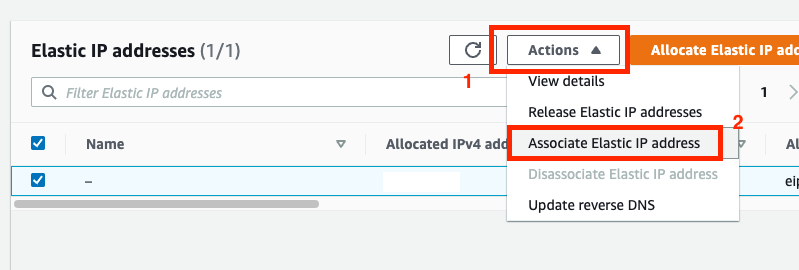 Elastic IP addresses (1/1)
Actions
Allocate Elastic IP add
1
Filter Elastic IP addresses
1
View details
Release Elastic IP addresses
2
Associate Elastic IP address
Disassociate Elastic IP address
Update reverse DNS
Name
Allocated IPv4 add
Al
–
eip